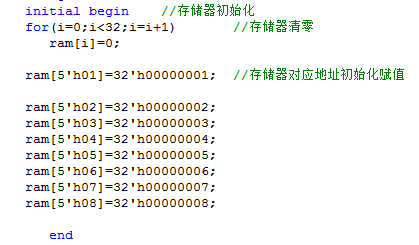 initial begin    //存储器初始化
for(i=0;i<32;i=i+1)       //存储器清零
   ram[i]=0;
ram[5'h01]=32'h00000001;  //存储器对应地址初始化赋值
ram[5'h02]=32'h00000002;
ram[5'h03]=32'h00000003;
ram[5'h04]=32'h00000004;
ram[5'h05]=32'h00000005;
ram[5'h06]=32'h00000006;
ram[5'h07]=32'h00000007;
ram[5'h08]=32'h00000008;
   end